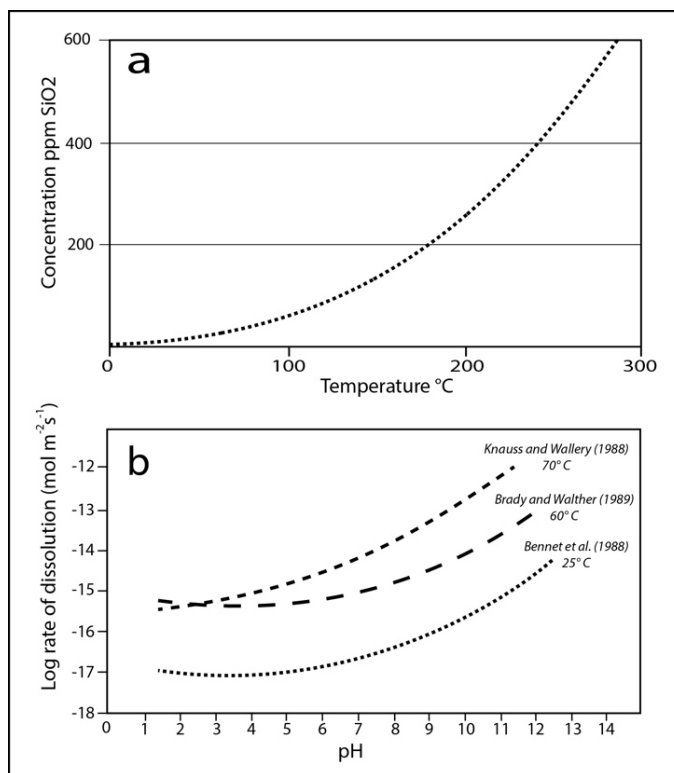 a
Concentration ppm SiO2
600
400
200
0
100
200
300
Temperature °C
b
Log rate of dissolution (mol m-2s-1)
-12
-13
-14
-15
-16
-17
-18
Knauss and Wallery (1988)
70° C
Brady and Walther (1989)
60° C
Bennet et al. (1988)
25° C
0 1 2 3 4 5 6 7 8 9 10 11 12 13 14
pH